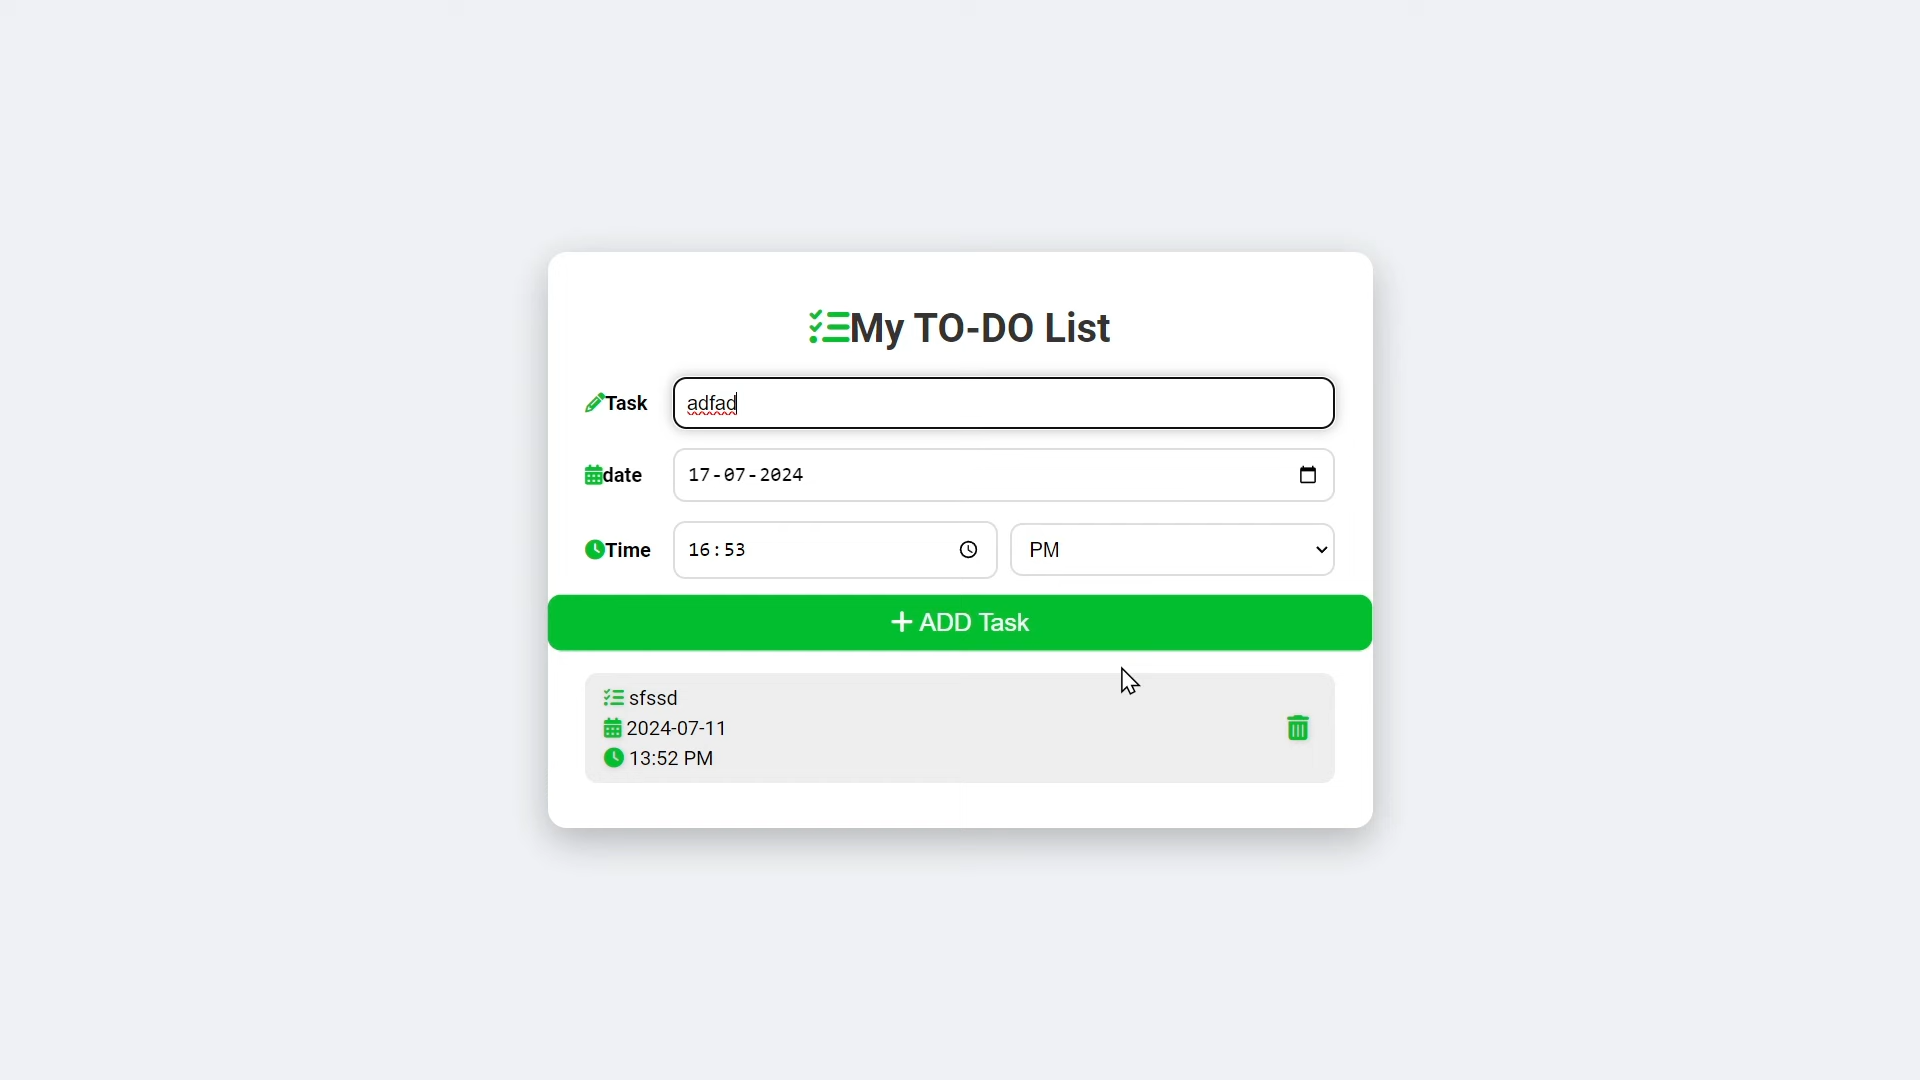 My TO-DO List
Task adfad
date 17-07-2024
Time 16:53 PM
ADD Task
sfssd
2024-07-11
13:52 PM